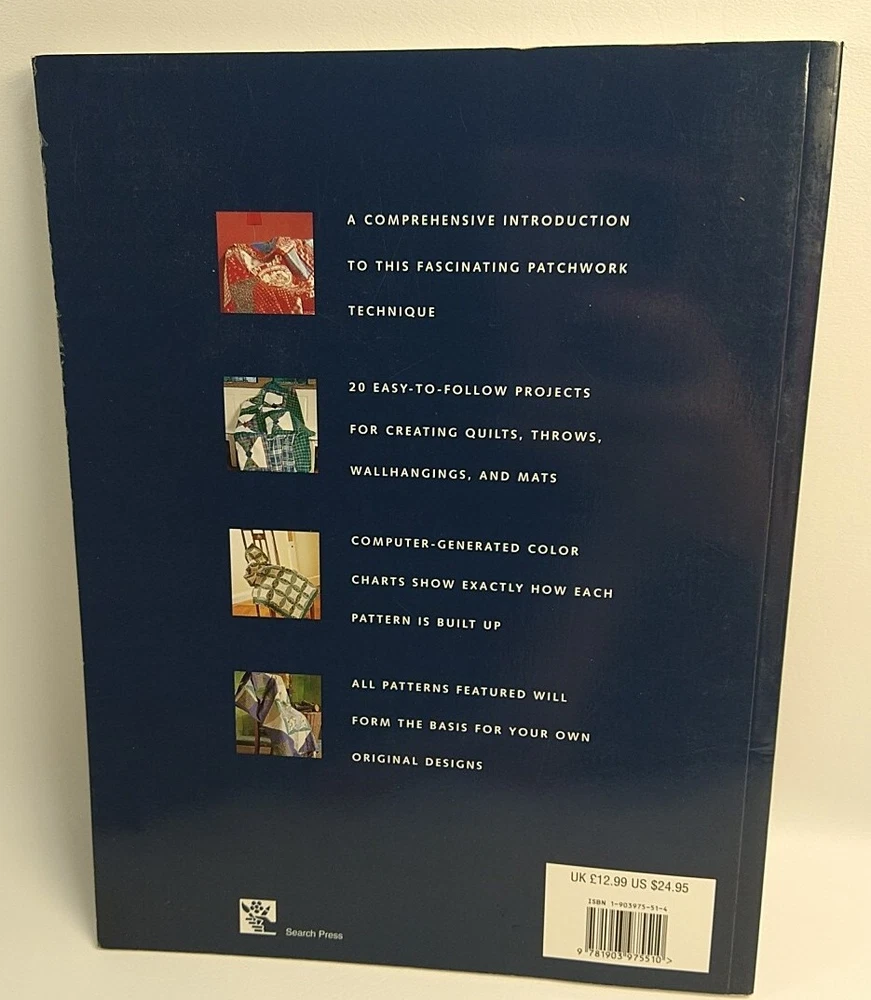 A COMPREHENSIVE INTRODUCTION
TO THIS FASCINATING PATCHWORK
TECHNIQUE
20 EASY-TO-FOLLOW PROJECTS
FOR CREATING QUILTS, THROWS,
WALLHANGINGS, AND MATS
COMPUTER-GENERATED COLOR
CHARTS SHOW EXACTLY HOW EACH
PATTERN IS BUILT UP
ALL PATTERNS FEATURED WILL
FORM THE BASIS FOR YOUR OWN
ORIGINAL DESIGNS
Search Press
UK £12.99 US $24.95
ISBN 1-903975-51-4
9 781903 975510 >